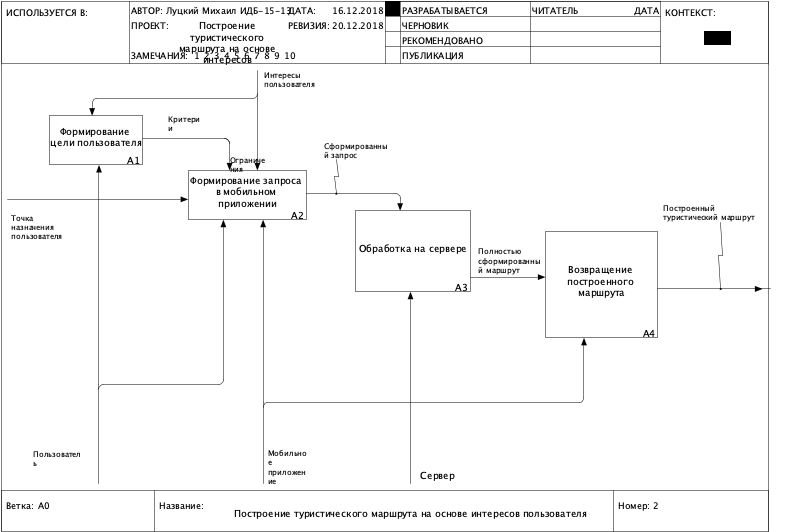 ИСПОЛЬЗУЕТСЯ В:
АВТОР: Луцкий Михаил ИДБ-15-13
ДАТА: 16.12.2018
ПРОЕКТ: Построение
туристического
маршрута на основе
интересов
РЕВИЗИЯ: 20.12.2018
ЗАМЕЧАНИЯ: 1 2 3 4 5 6 7 8 9 10
РАЗРАБАТЫВАЕТСЯ
ЧЕРНОВИК
РЕКОМЕНДОВАНО
ПУБЛИКАЦИЯ
ЧИТАТЕЛЬ ДАТА
КОНТЕКСТ:
Интересы
пользователя
Формирование
цели пользователя
A1
Критери
и
Ограниче
ния
Формирование запроса
в мобильном
приложении
A2
Сформированны
й запрос
Точка
назначения
пользователя
Обработка на сервере
A3
Полностью
сформированны
й маршрут
Построенный
туристический маршрут
Возвращение
построенного
маршрута
A4
Пользовател
ь
Мобильно
е
приложен
ие
Сервер
Ветка: A0
Название:
Построение туристического маршрута на основе интересов пользователя
Номер: 2